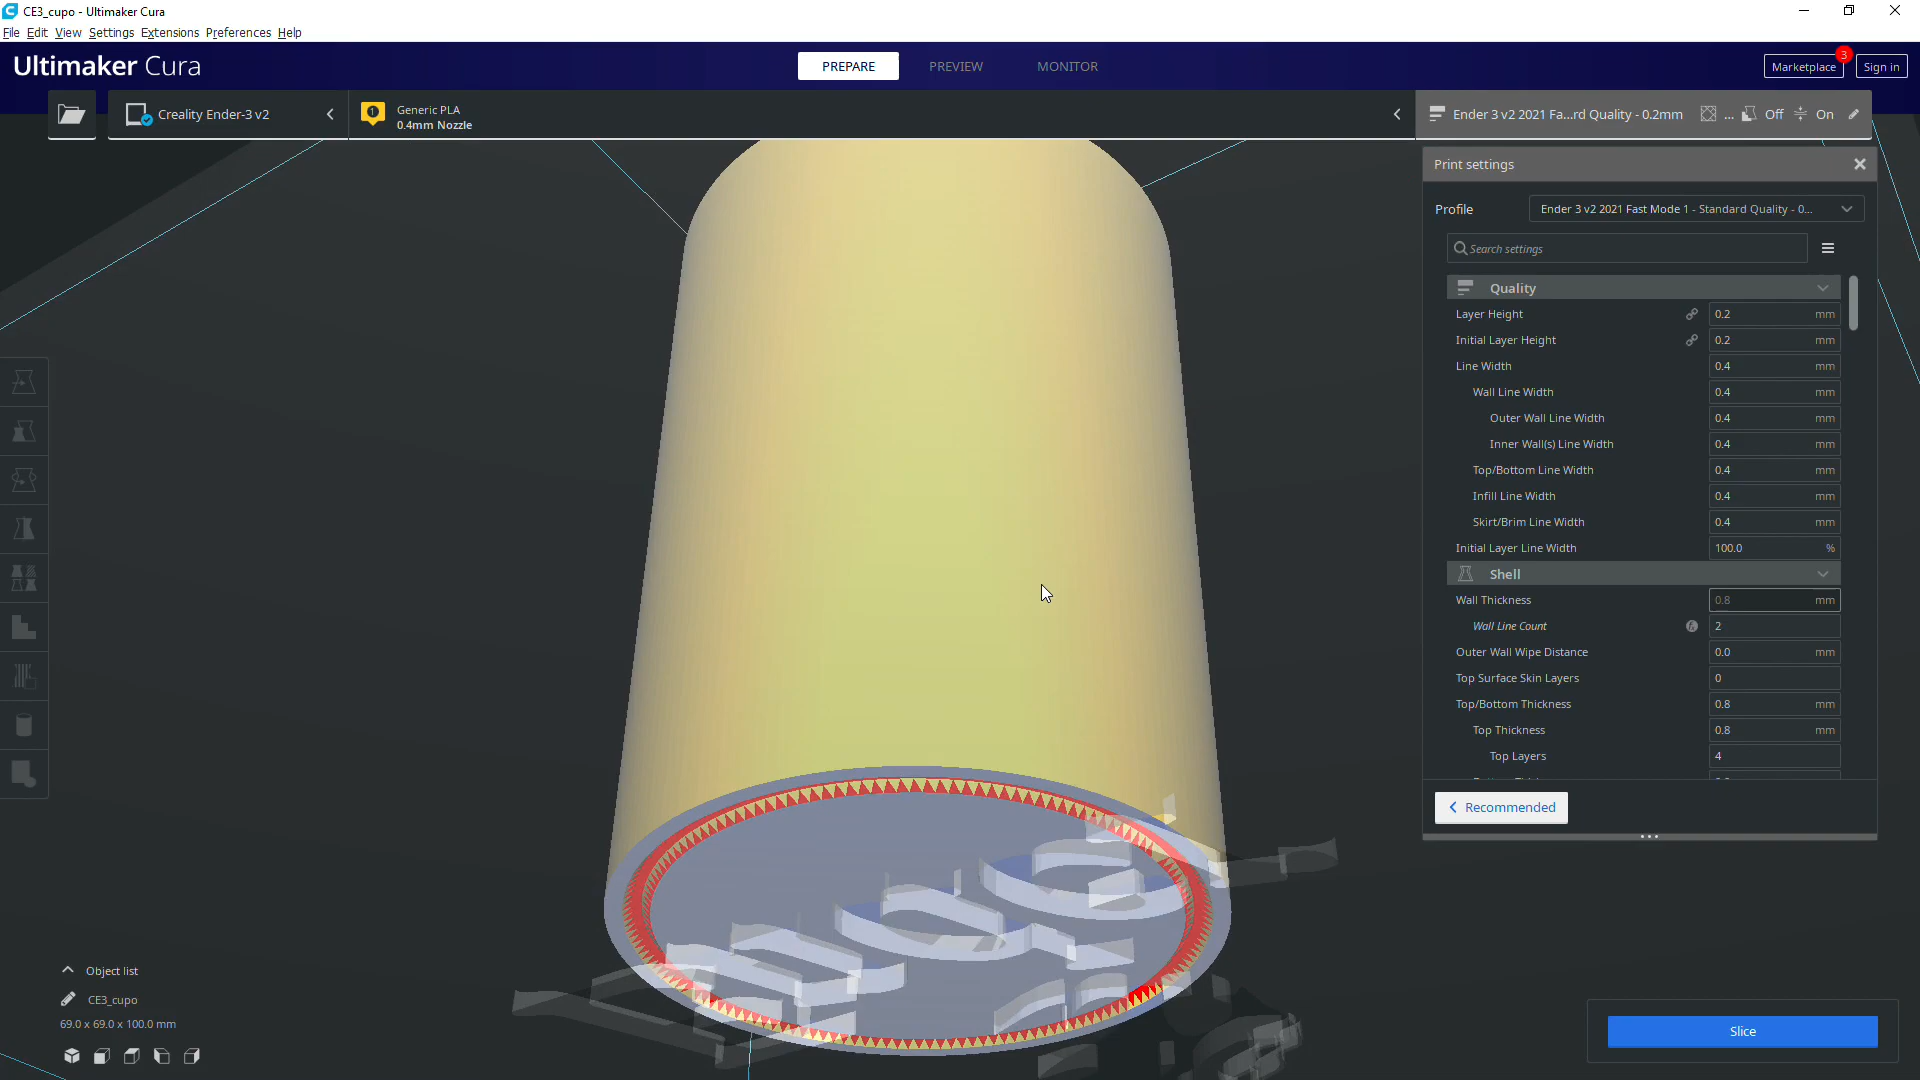 CE3_cupo - Ultimaker Cura
File Edit View Settings Extensions Preferences Help
Ultimaker Cura
PREPARE PREVIEW MONITOR
Marketplace 3 Sign in
Creality Ender-3 v2
1 Generic PLA
0.4mm Nozzle
Ender 3 v2 2021 Fa...rd Quality - 0.2mm ... Off On
Print settings
Profile Ender 3 v2 2021 Fast Mode 1 - Standard Quality - 0...
Search settings
Quality
Layer Height 0.2 mm
Initial Layer Height 0.2 mm
Line Width 0.4 mm
Wall Line Width 0.4 mm
Outer Wall Line Width 0.4 mm
Inner Wall(s) Line Width 0.4 mm
Top/Bottom Line Width 0.4 mm
Infill Line Width 0.4 mm
Skirt/Brim Line Width 0.4 mm
Initial Layer Line Width 100.0 %
Shell
Wall Thickness 0.8 mm
Wall Line Count 2
Outer Wall Wipe Distance 0.0 mm
Top Surface Skin Layers 0
Top/Bottom Thickness 0.8 mm
Top Thickness 0.8 mm
Top Layers 4
Recommended
Object list
CE3_cupo
69.0 x 69.0 x 100.0 mm
Slice